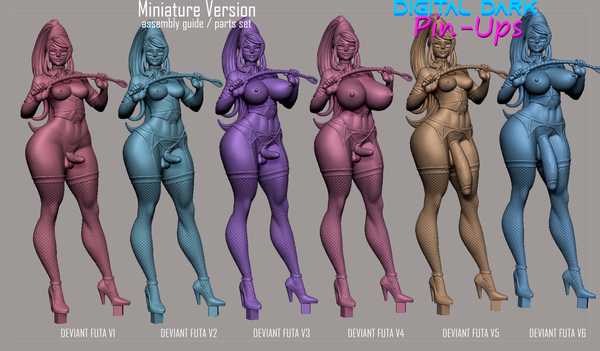 Miniature Version
assembly guide / parts set
DIGITAL DARK
Pin-Ups
DEVIANT FUTA V1
DEVIANT FUTA V2
DEVIANT FUTA V3
DEVIANT FUTA V4
DEVIANT FUTA V5
DEVIANT FUTA V6